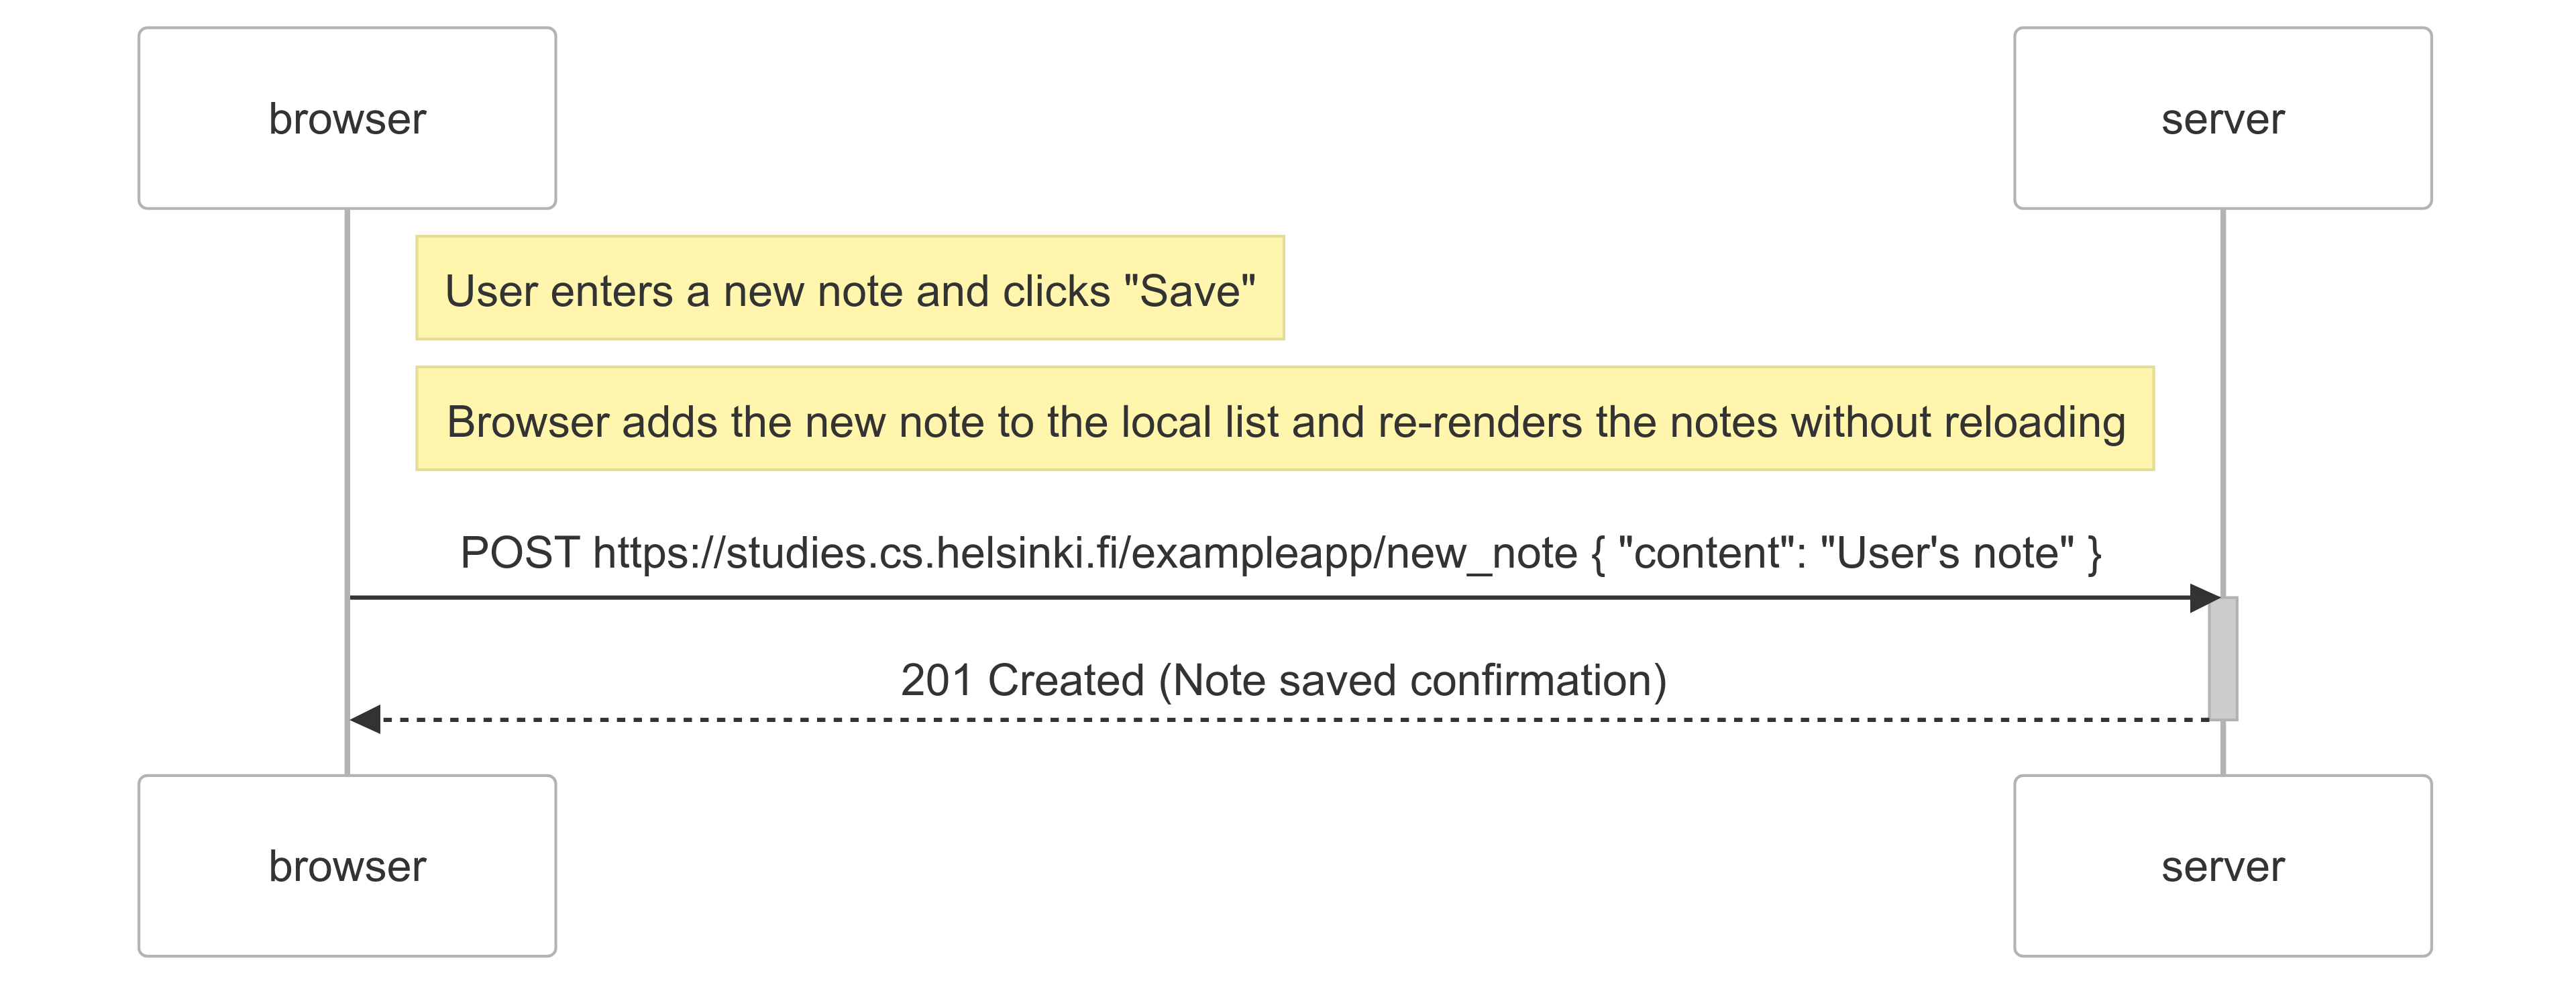 browser
server
User enters a new note and clicks "Save"
Browser adds the new note to the local list and re-renders the notes without reloading
POST https://studies.cs.helsinki.fi/exampleapp/new_note { "content": "User's note" }
201 Created (Note saved confirmation)
browser
server